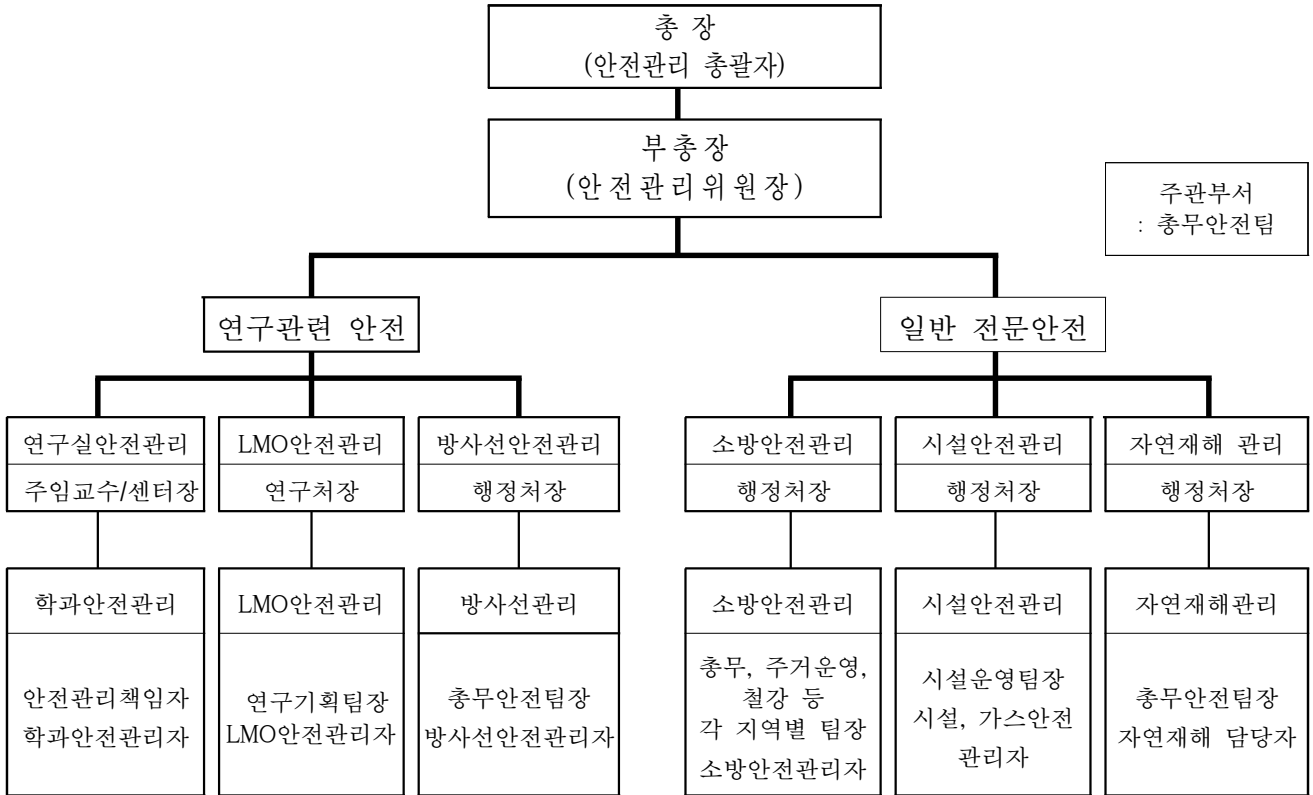 총 장
(안전관리 총괄자)
부총장
(안전관리위원장)
주관부서
: 총무안전팀
연구관련 안전
일반 전문안전
연구실안전관리
주임교수/센터장
LMO안전관리
연구처장
방사선안전관리
행정처장
소방안전관리
행정처장
시설안전관리
행정처장
자연재해 관리
행정처장
학과안전관리
안전관리책임자
학과안전관리자
LMO안전관리
연구기획팀장
LMO안전관리자
방사선관리
총무안전팀장
방사선안전관리자
소방안전관리
총무, 주거운영,
철강 등
각 지역별 팀장
소방안전관리자
시설안전관리
시설운영팀장
시설, 가스안전
관리자
자연재해관리
총무안전팀장
자연재해 담당자